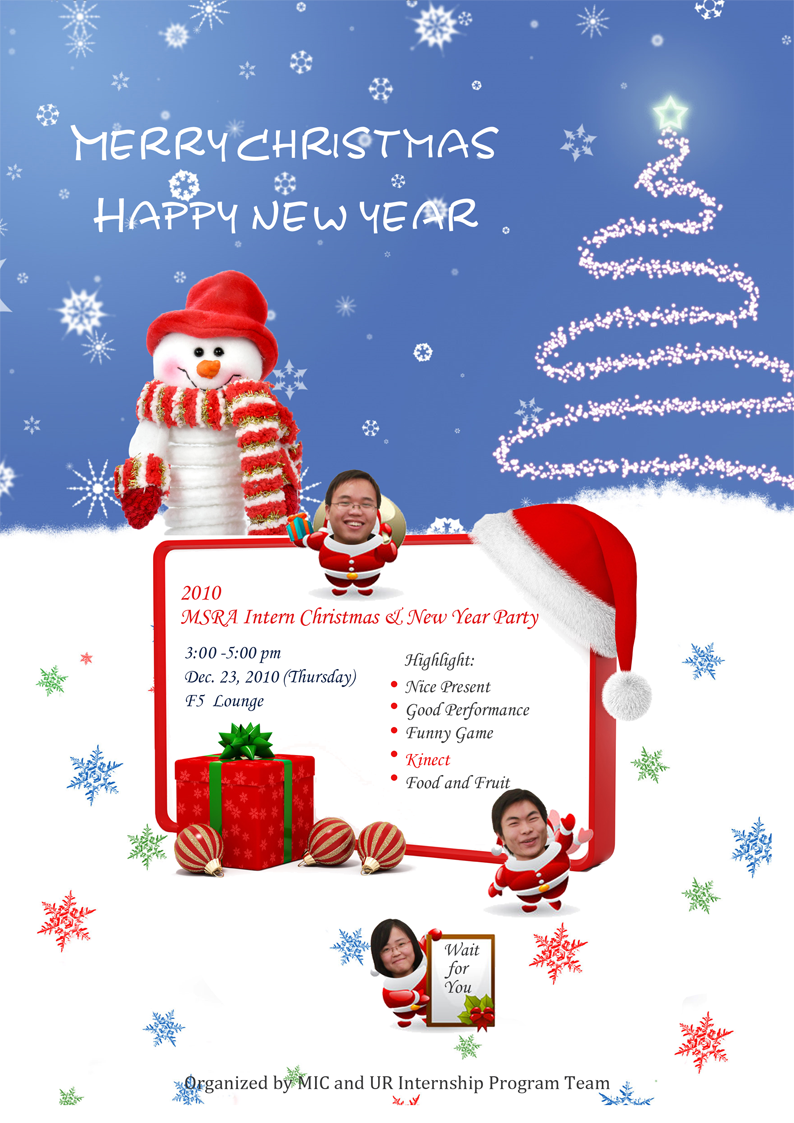 MERRY CHRISTMAS
HAPPY NEW YEAR
2010
MSRA Intern Christmas & New Year Party
3:00 -5:00 pm
Dec. 23, 2010 (Thursday)
F5 Lounge
Highlight:
• Nice Present
• Good Performance
• Funny Game
• Kinect
• Food and Fruit
Wait
for
You
Organized by MIC and UR Internship Program Team